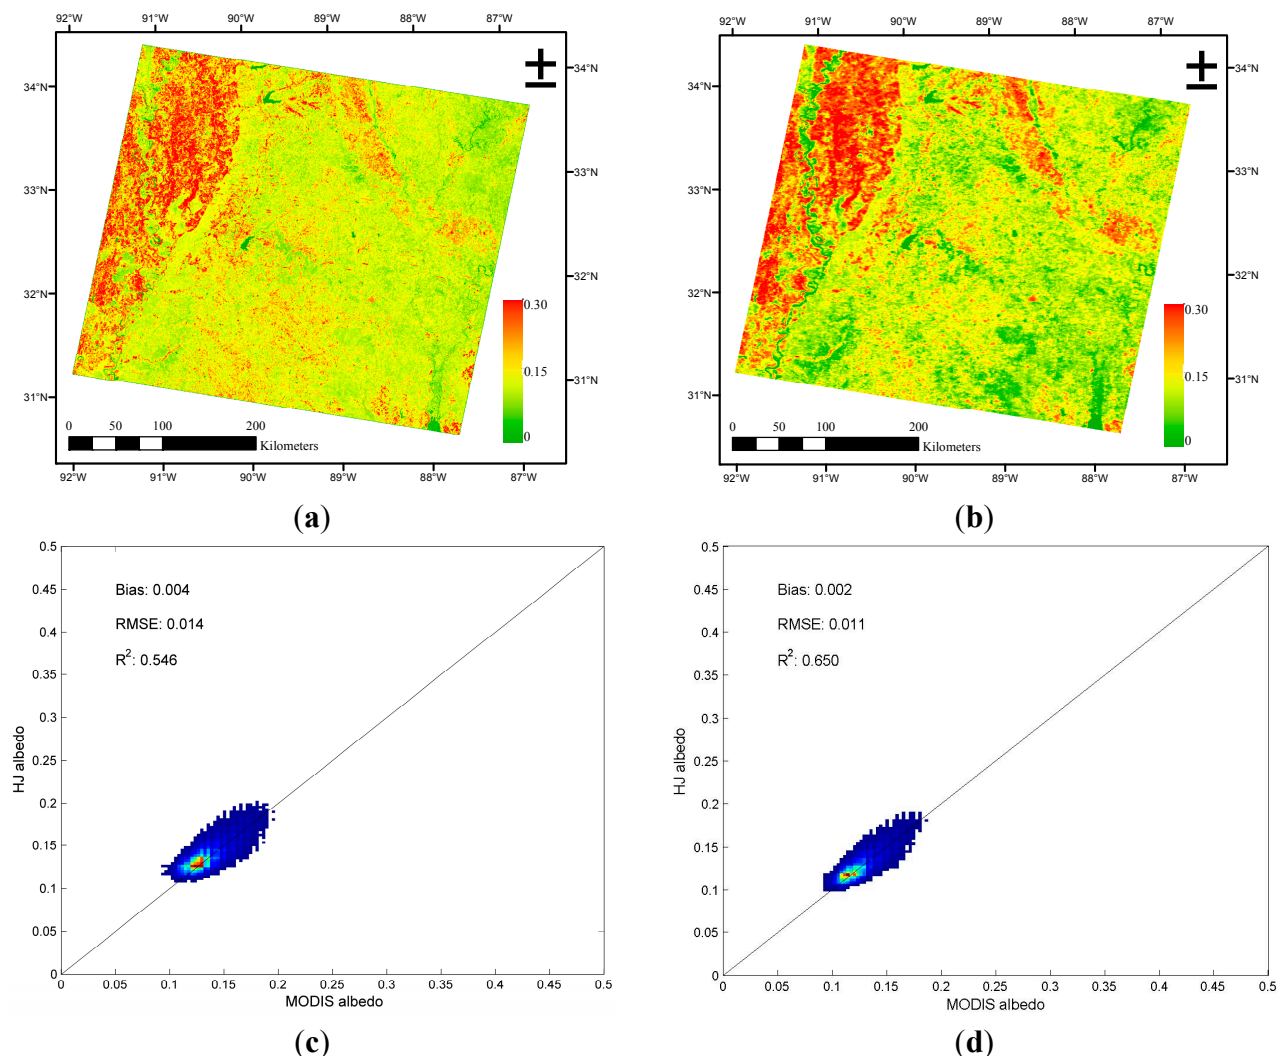 92°W 91°W 90°W 89°W 88°W 87°W
34°N 34°N
33°N 33°N
32°N 31°N
31°N 31°N
0.30
0.15
0
0 50 100 200
Kilometers
92°W 91°W 90°W 89°W 88°W 87°W
(a)
92°W 91°W 90°W 89°W 88°W 87°W
34°N 34°N
33°N 33°N
32°N 32°N
31°N 31°N
0.30
0.15
0
0 50 100 200
Kilometers
92°W 91°W 90°W 89°W 88°W 87°W
(b)
0.5
0.45
0.4
0.35
0.3
0.25
0.2
0.15
0.1
0.05
0
HJ albedo
Bias: 0.004
RMSE: 0.014
R²: 0.546
0 0.05 0.1 0.15 0.2 0.25 0.3 0.35 0.4 0.45 0.5
MODIS albedo
(c)
0.5
0.45
0.4
0.35
0.3
0.25
0.2
0.15
0.1
0.05
0
HJ albedo
Bias: 0.002
RMSE: 0.011
R²: 0.650
0 0.05 0.1 0.15 0.2 0.25 0.3 0.35 0.4 0.45 0.5
MODIS albedo
(d)